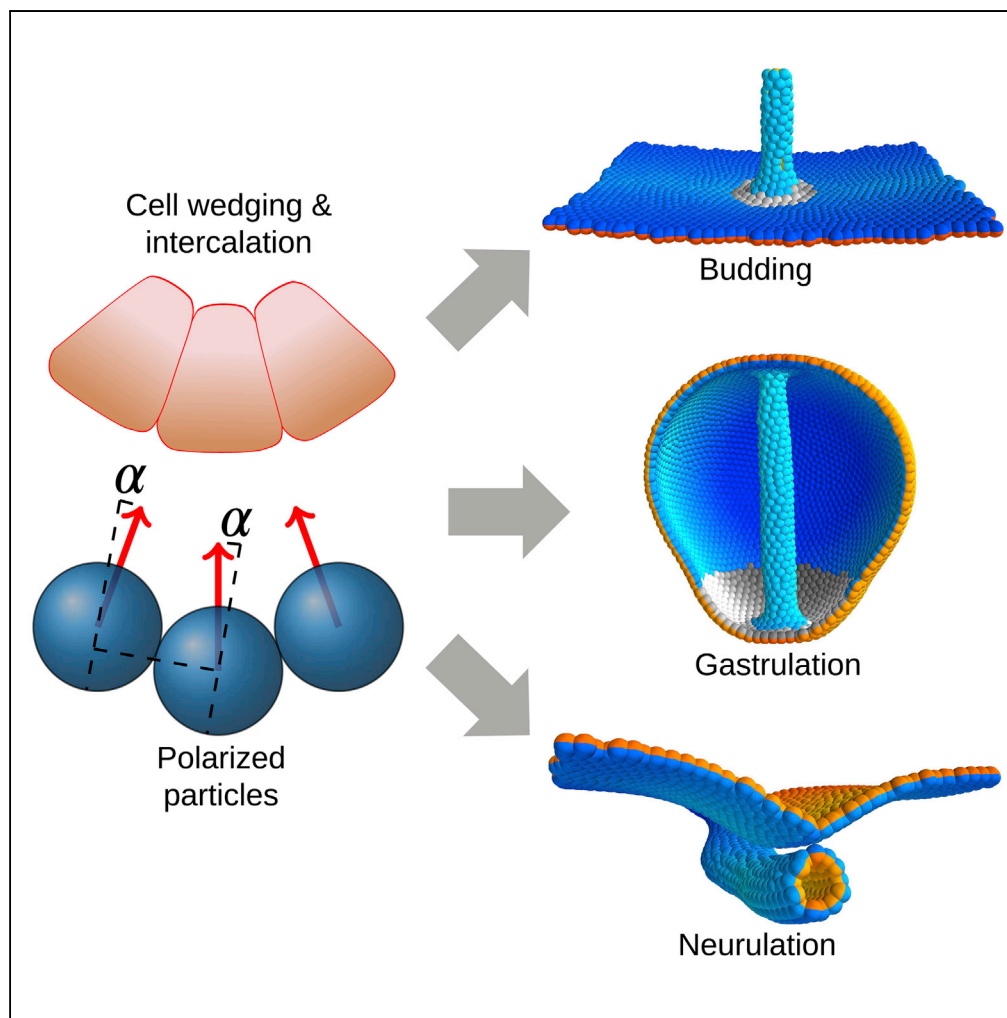 Cell wedging &
intercalation
α
α
Polarized
particles
Budding
Gastrulation
Neurulation